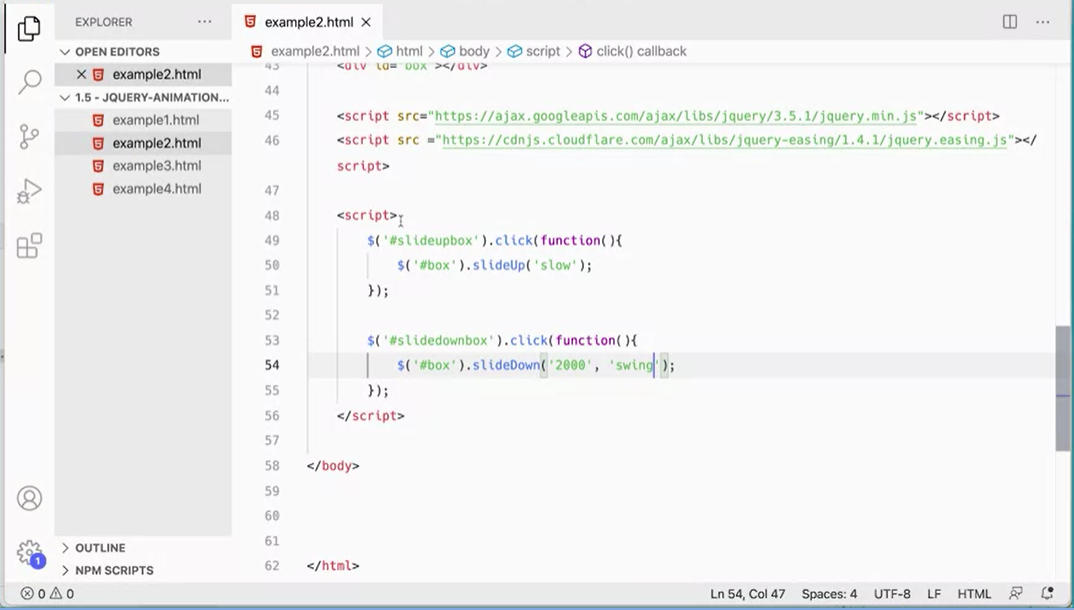 EXPLORER ...
example2.html ×
OPEN EDITORS
example2.html > html > body > script > click() callback
× example2.html
1.5 - JQUERY-ANIMATION...
example1.html
example2.html
example3.html
example4.html
43 <div id="box"></div>
44
45 <script src="https://ajax.googleapis.com/ajax/libs/jquery/3.5.1/jquery.min.js"></script>
46 <script src ="https://cdnjs.cloudflare.com/ajax/libs/jquery-easing/1.4.1/jquery.easing.js"></
script>
47
48 <script>
49 $('#slideupbox').click(function(){
50 $('#box').slideUp('slow');
51 });
52
53 $('#slidedownbox').click(function(){
54 $('#box').slideDown('2000', 'swing');
55 });
56 </script>
57
58 </body>
59
60
61
62 </html>
OUTLINE
NPM SCRIPTS
1
0 0 Ln 54, Col 47 Spaces: 4 UTF-8 LF HTML